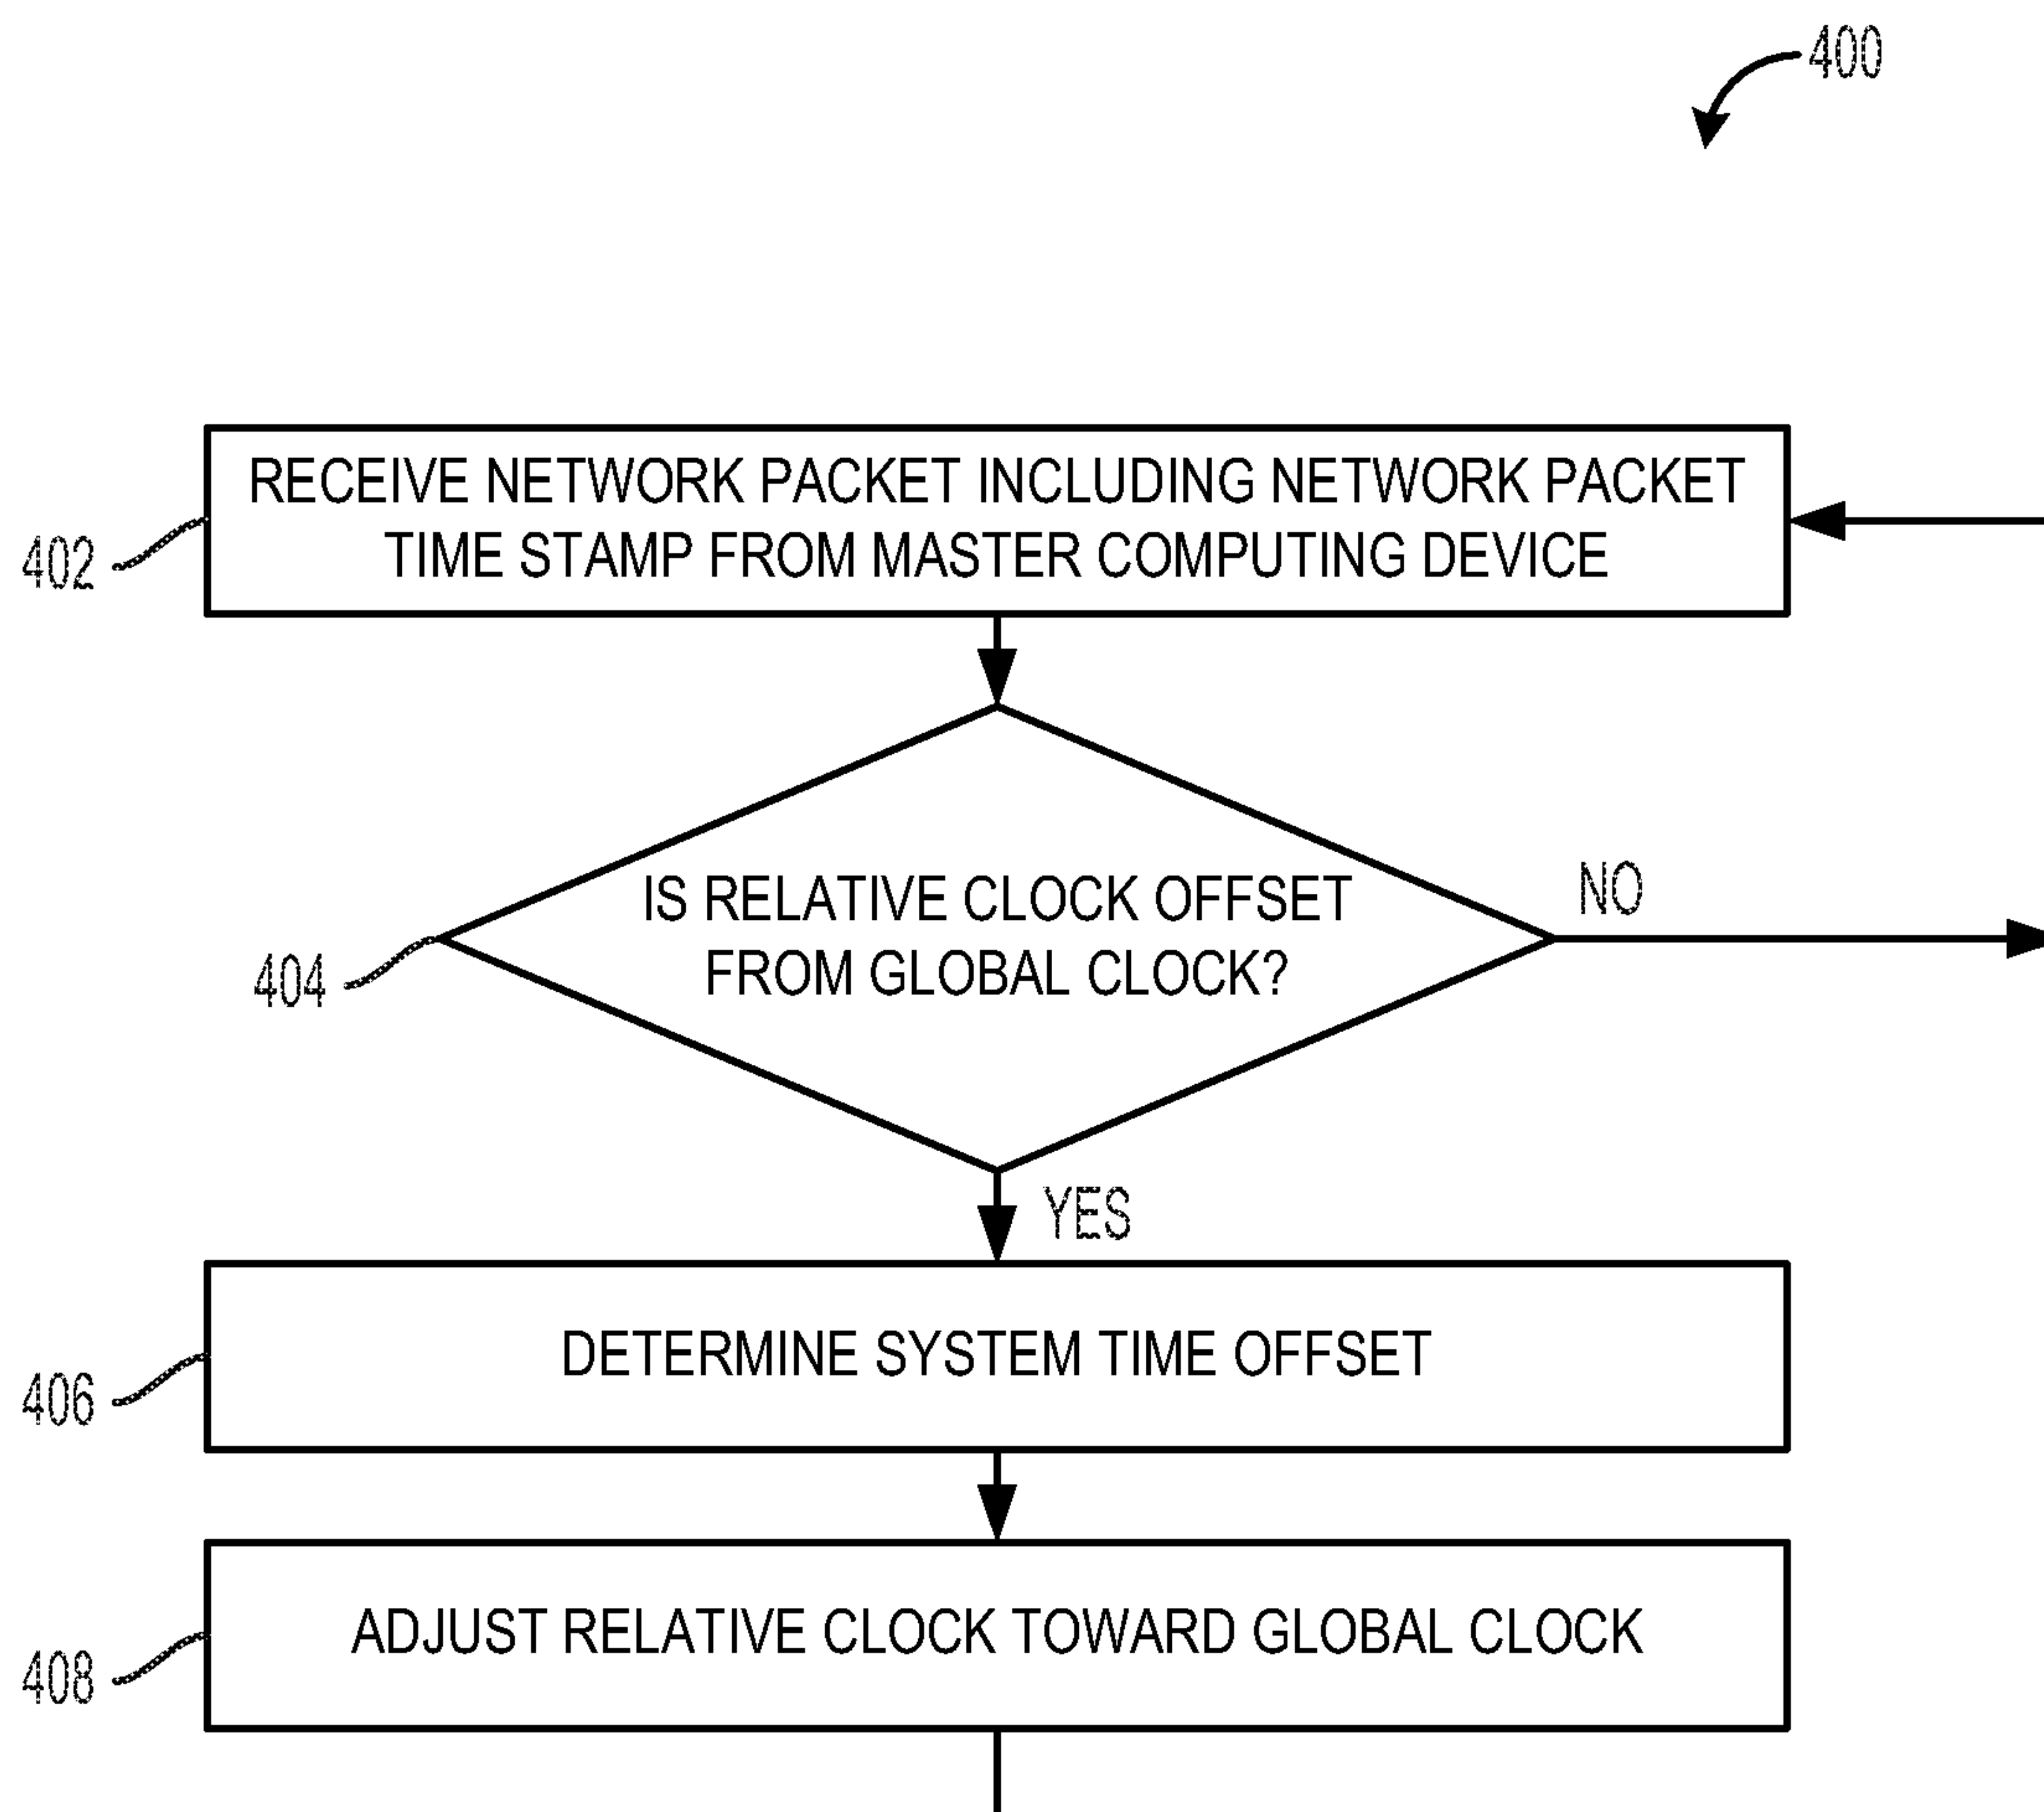 400
RECEIVE NETWORK PACKET INCLUDING NETWORK PACKET
TIME STAMP FROM MASTER COMPUTING DEVICE
402
IS RELATIVE CLOCK OFFSET
FROM GLOBAL CLOCK?
NO
404
YES
DETERMINE SYSTEM TIME OFFSET
406
ADJUST RELATIVE CLOCK TOWARD GLOBAL CLOCK
408